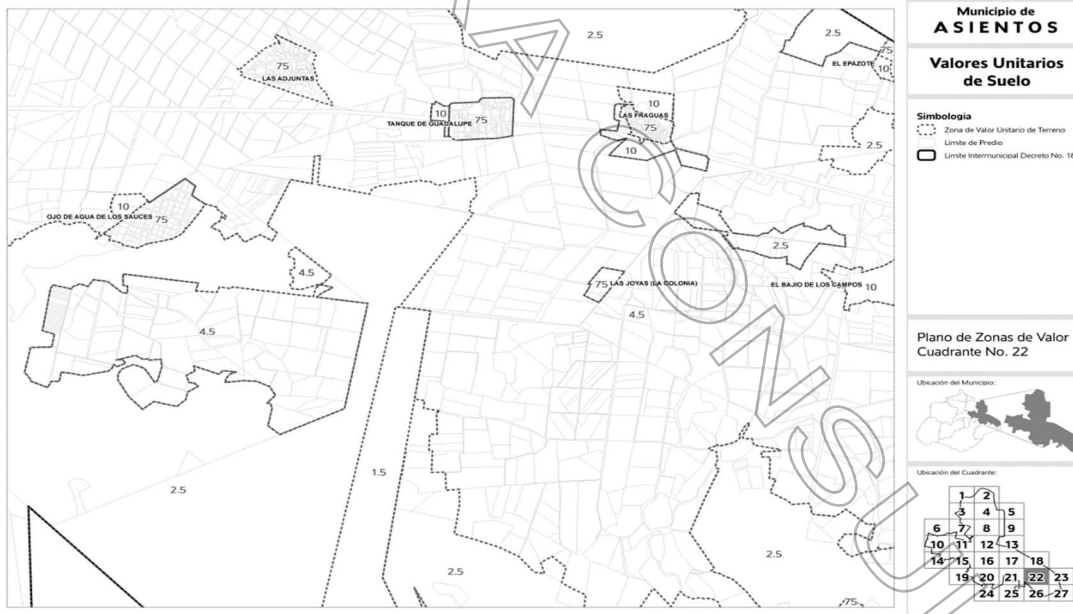 Municipio de
ASIENTOS
Valores Unitarios
de Suelo
Simbología
Zona de Valor Unitario de Terreno
Límite de Predio
Límite Intermunicipal Decreto No. 18
Plano de Zonas de Valor
Cuadrante No. 22
Ubicación del Municipio:
Ubicación del Cuadrante:
1 2
3 4 5
6 7 8 9
10 11 12 13
14 15 16 17 18
19 20 21 22 23
24 25 26 27
2.5
2.5
75
EL EPAZOTE
10
75
LAS ADJUNTAS
10
TANQUE DE GUADALUPE
75
10
LAS FRAGUAS
75
10
2.5
10
OJO DE AGUA DE LOS SAUCES
75
2.5
4.5
75 LAS JOYAS (LA COLONIA)
EL BAJIO DE LOS CAMPOS
10
4.5
4.5
1.5
2.5
2.5
2.5
75
A CONSU